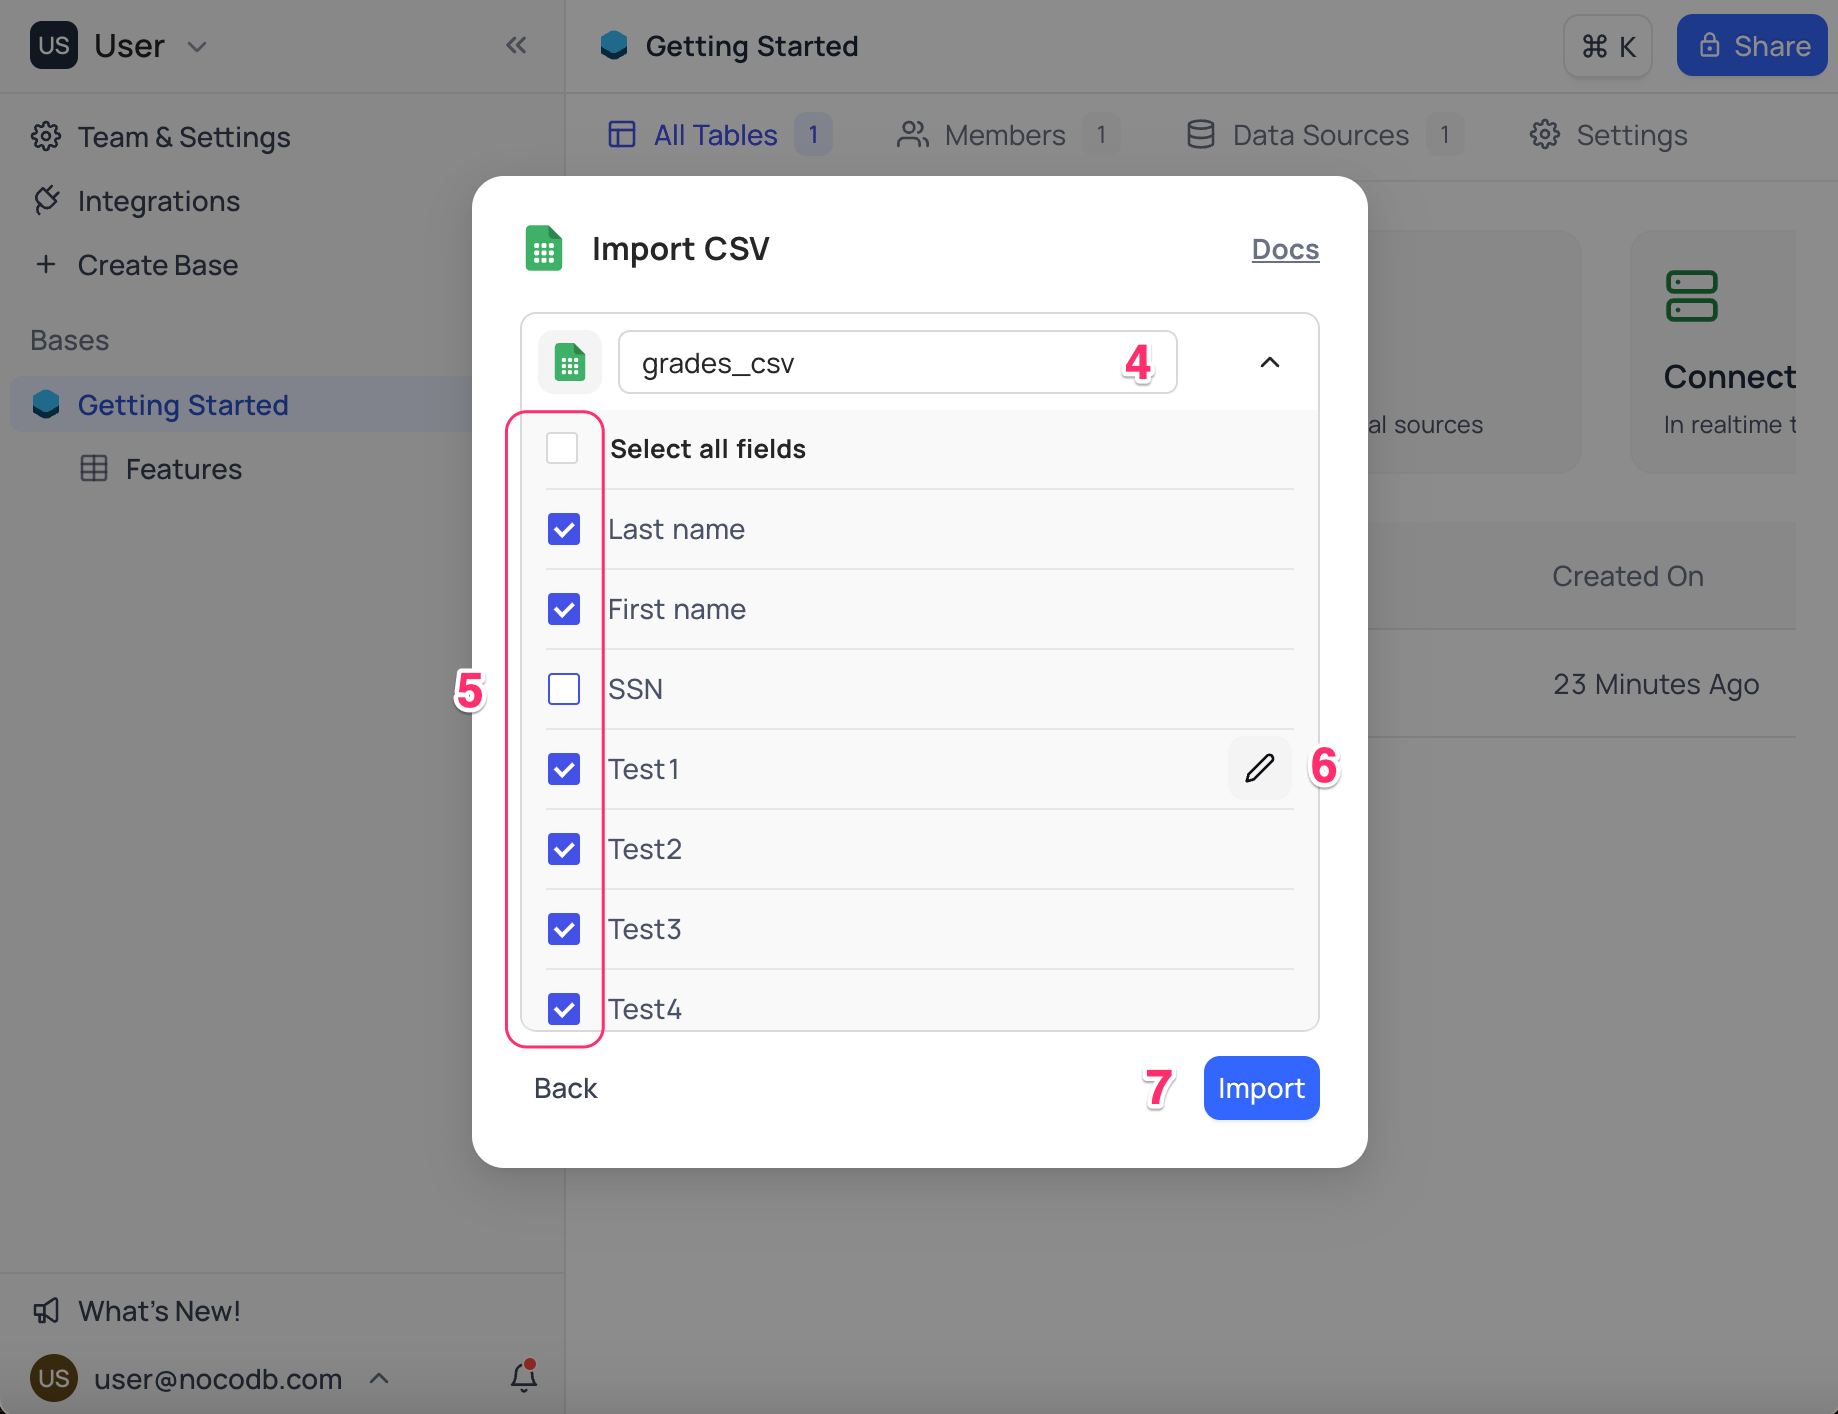 US User
Getting Started
⌘ K
Share
Team & Settings
Integrations
+ Create Base
Bases
Getting Started
Features
All Tables 1
Members 1
Data Sources 1
Settings
Import CSV
Docs
grades_csv
4
Select all fields
Last name
First name
5
SSN
Test1
6
Test2
Test3
Test4
Back
7
Import
al sources
Connect
In realtime t
Created On
23 Minutes Ago
What's New!
US user@nocodb.com